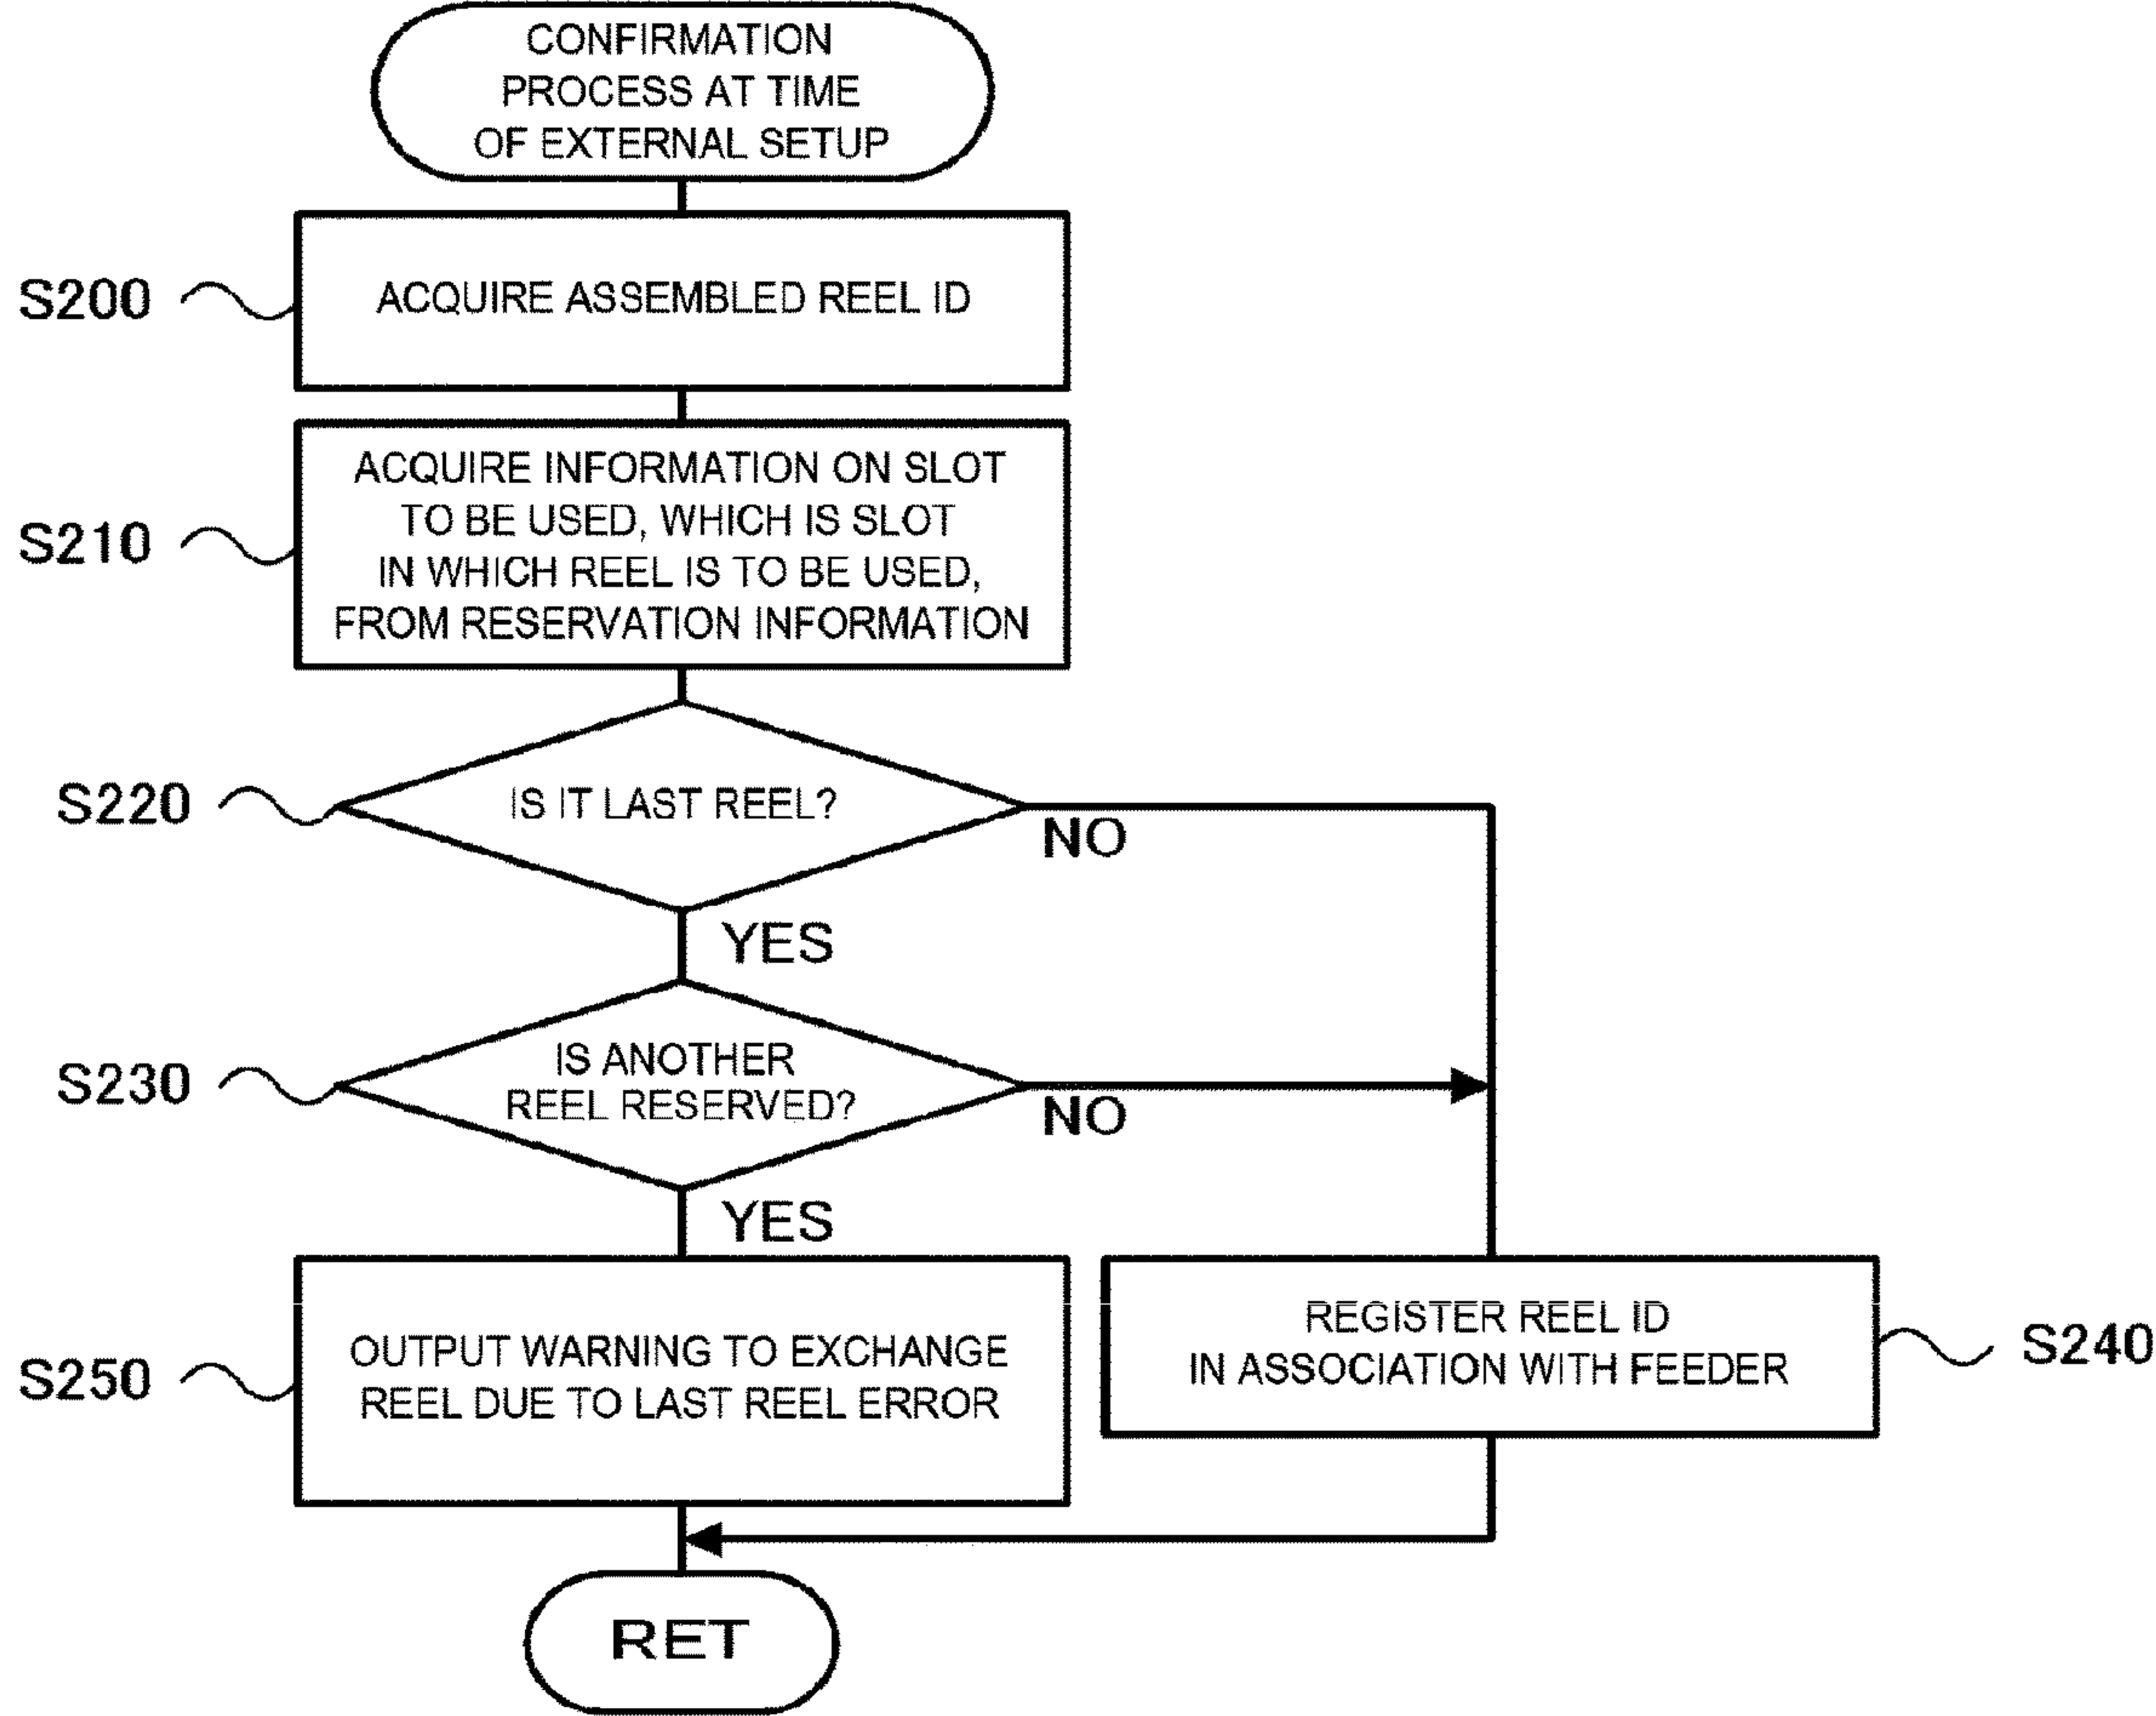 CONFIRMATION
PROCESS AT TIME
OF EXTERNAL SETUP
S200
ACQUIRE ASSEMBLED REEL ID
S210
ACQUIRE INFORMATION ON SLOT
TO BE USED, WHICH IS SLOT
IN WHICH REEL IS TO BE USED,
FROM RESERVATION INFORMATION
S220
IS IT LAST REEL?
NO
YES
S230
IS ANOTHER
REEL RESERVED?
NO
YES
S250
OUTPUT WARNING TO EXCHANGE
REEL DUE TO LAST REEL ERROR
REGISTER REEL ID
IN ASSOCIATION WITH FEEDER
S240
RET